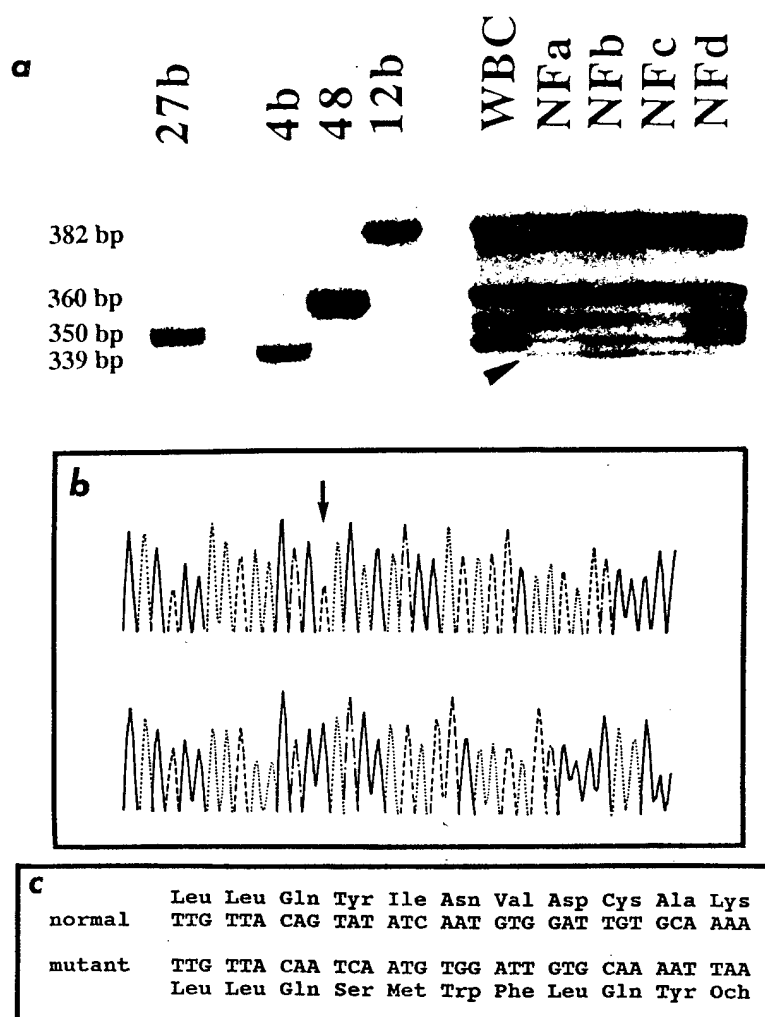 a
27b 4b 48 12b WBC NFa NFb NFc NFd
382 bp
360 bp
350 bp
339 bp
b
c
Leu Leu Gln Tyr Ile Asn Val Asp Cys Ala Lys
normal TTG TTA CAG TAT ATC AAT GTG GAT TGT GCA AAA
mutant TTG TTA CAA TCA ATG TGG ATT GTG CAA AAT TAA
Leu Leu Gln Ser Met Trp Phe Leu Gln Tyr Och